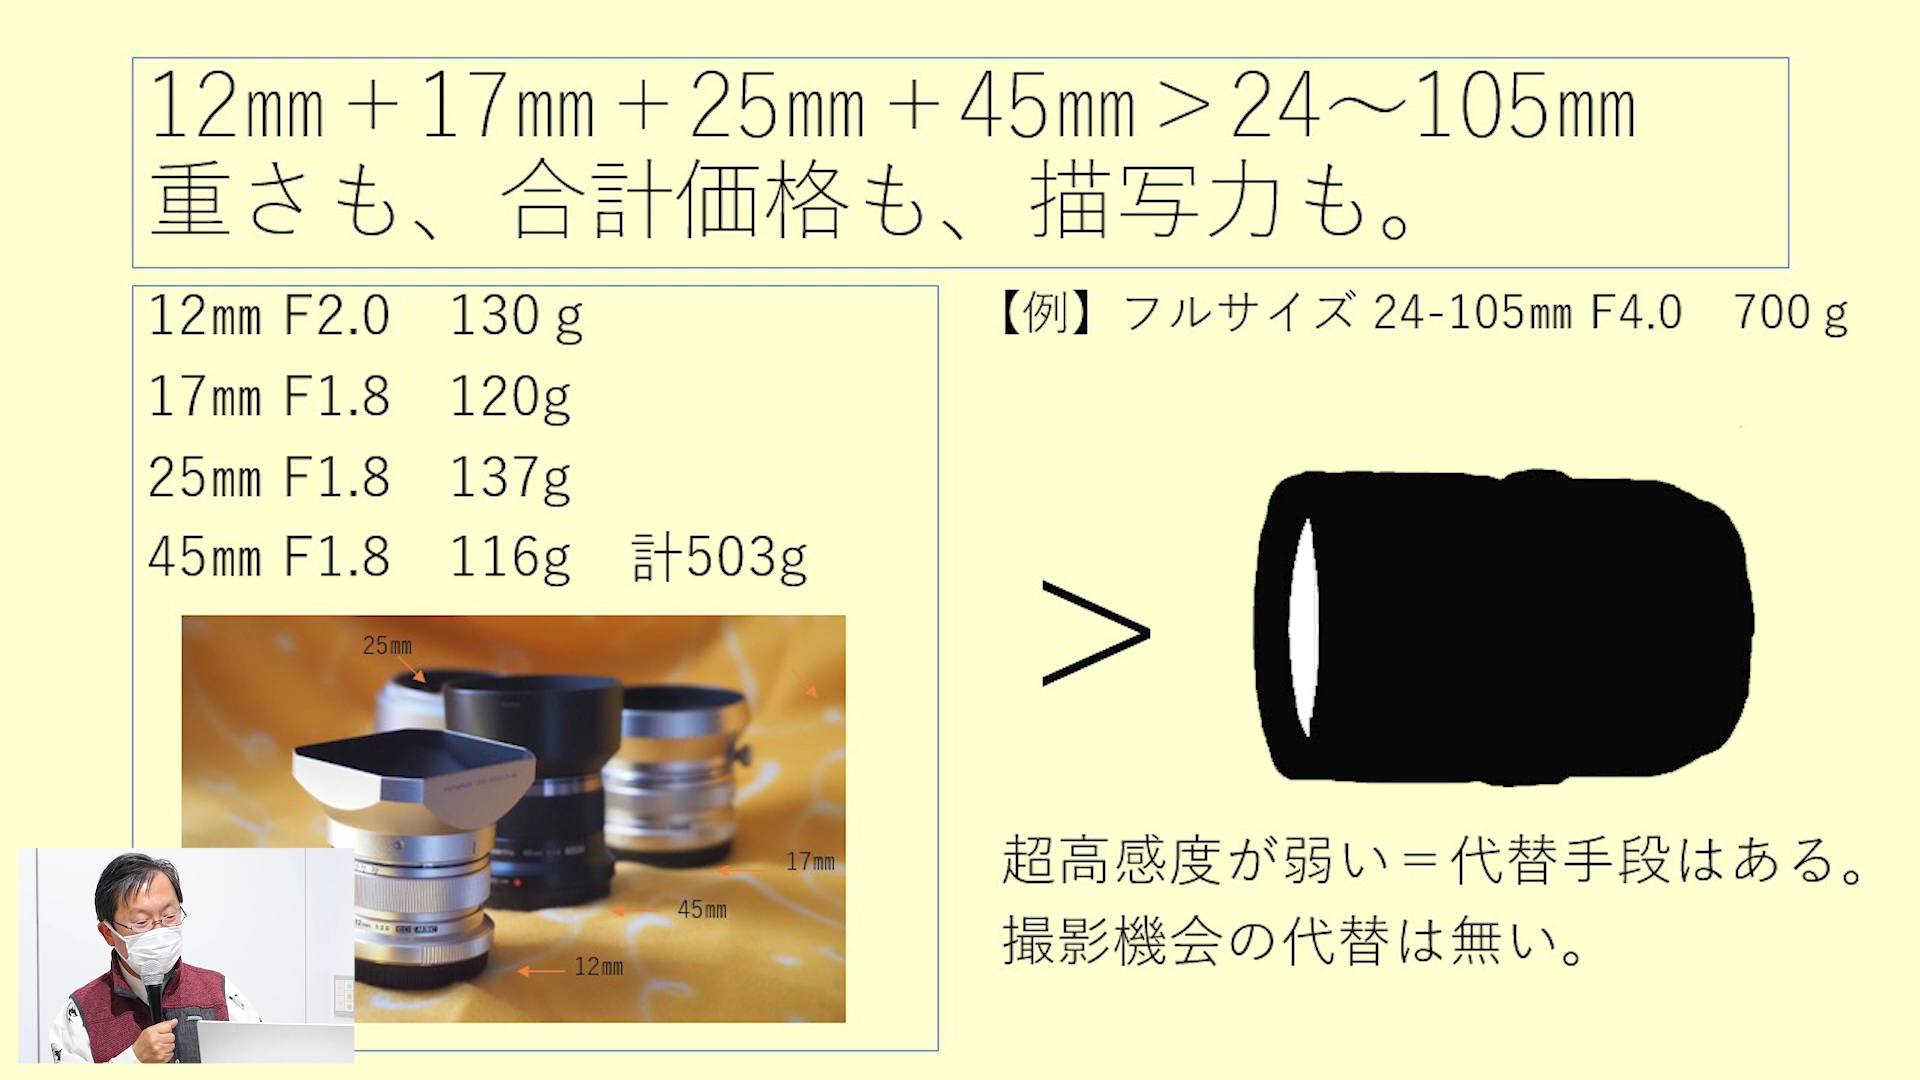 12㎜＋17㎜＋25㎜＋45㎜＞24～105㎜
重さも、合計価格も、描写力も。
12㎜ F2.0　130ｇ
17㎜ F1.8　120g
25㎜ F1.8　137g
45㎜ F1.8　116g　計503g
25㎜
17㎜
45㎜
12㎜
【例】フルサイズ 24-105㎜ F4.0　700ｇ
＞
超高感度が弱い＝代替手段はある。
撮影機会の代替は無い。